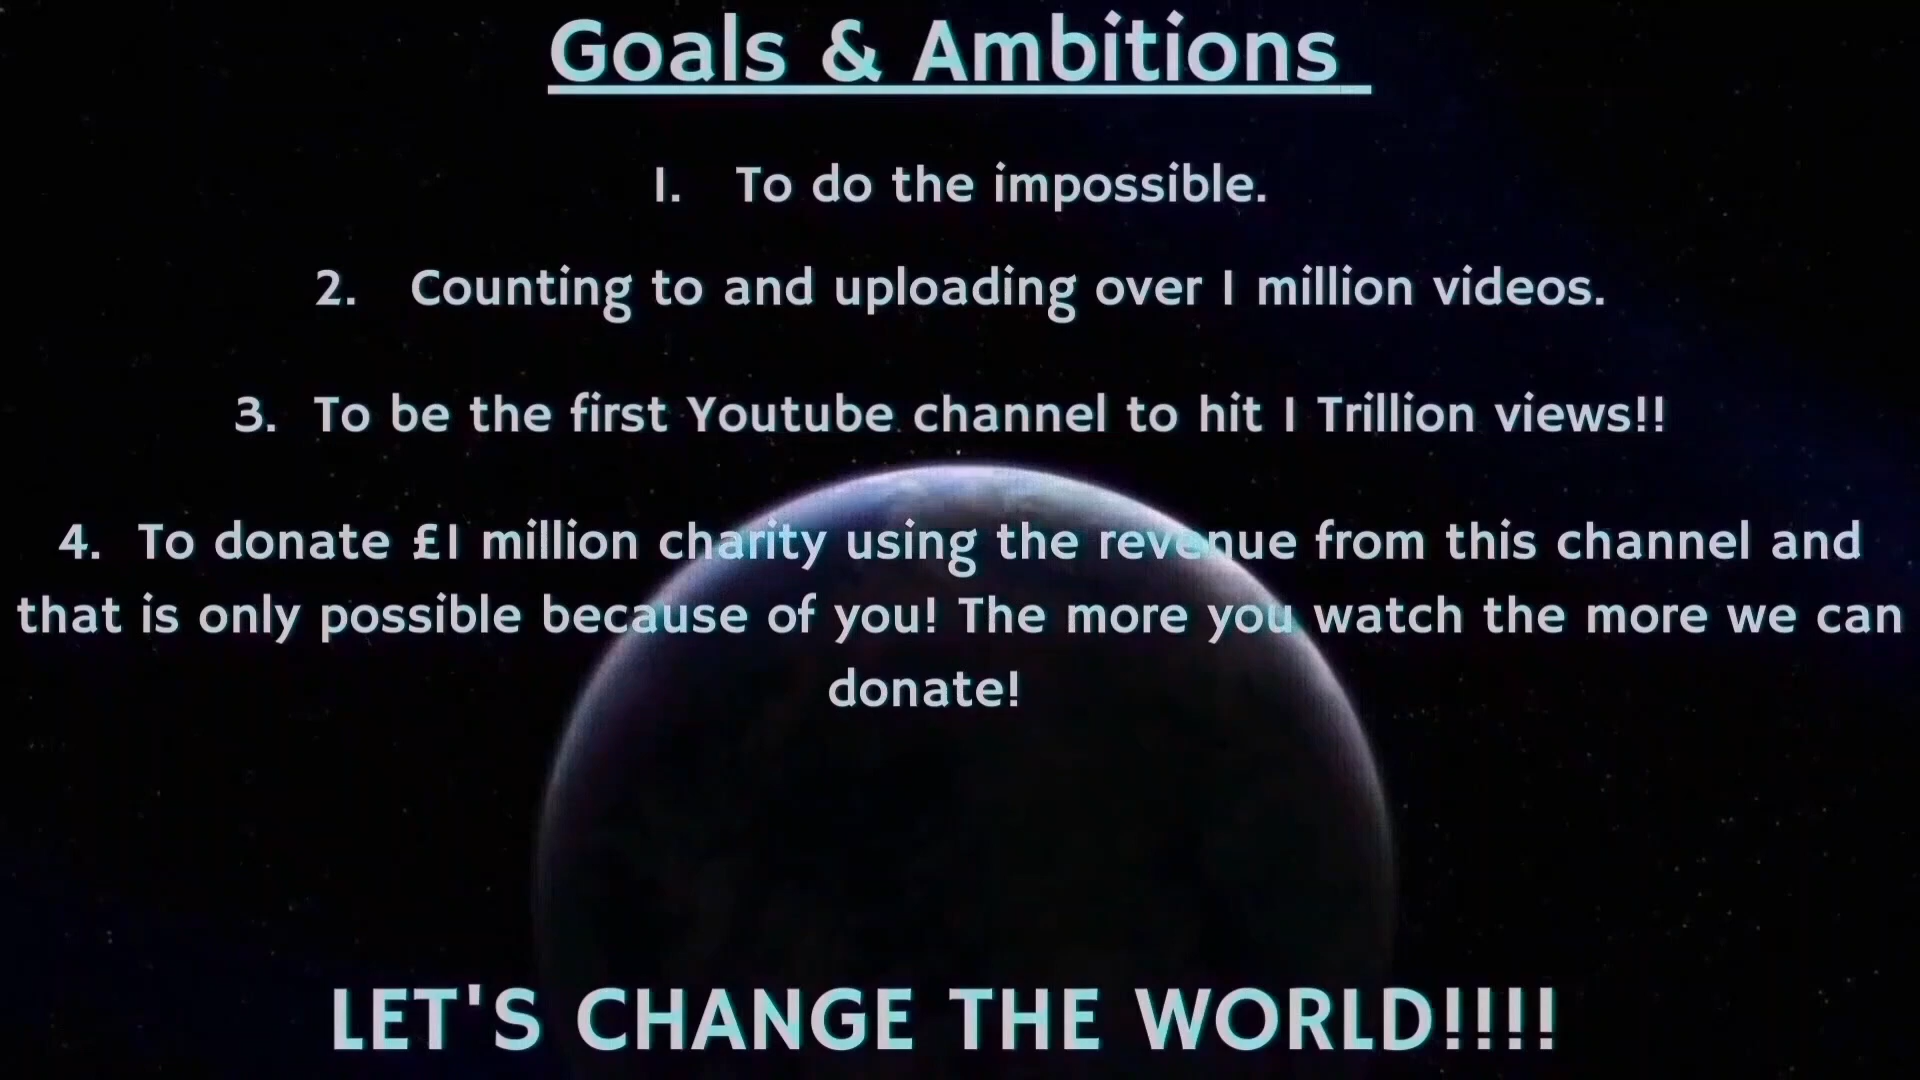 Goals & Ambitions
1. To do the impossible.
2. Counting to and uploading over 1 million videos.
3. To be the first Youtube channel to hit 1 Trillion views!!
4. To donate £1 million charity using the revenue from this channel and
that is only possible because of you! The more you watch the more we can
donate!
LET'S CHANGE THE WORLD!!!!